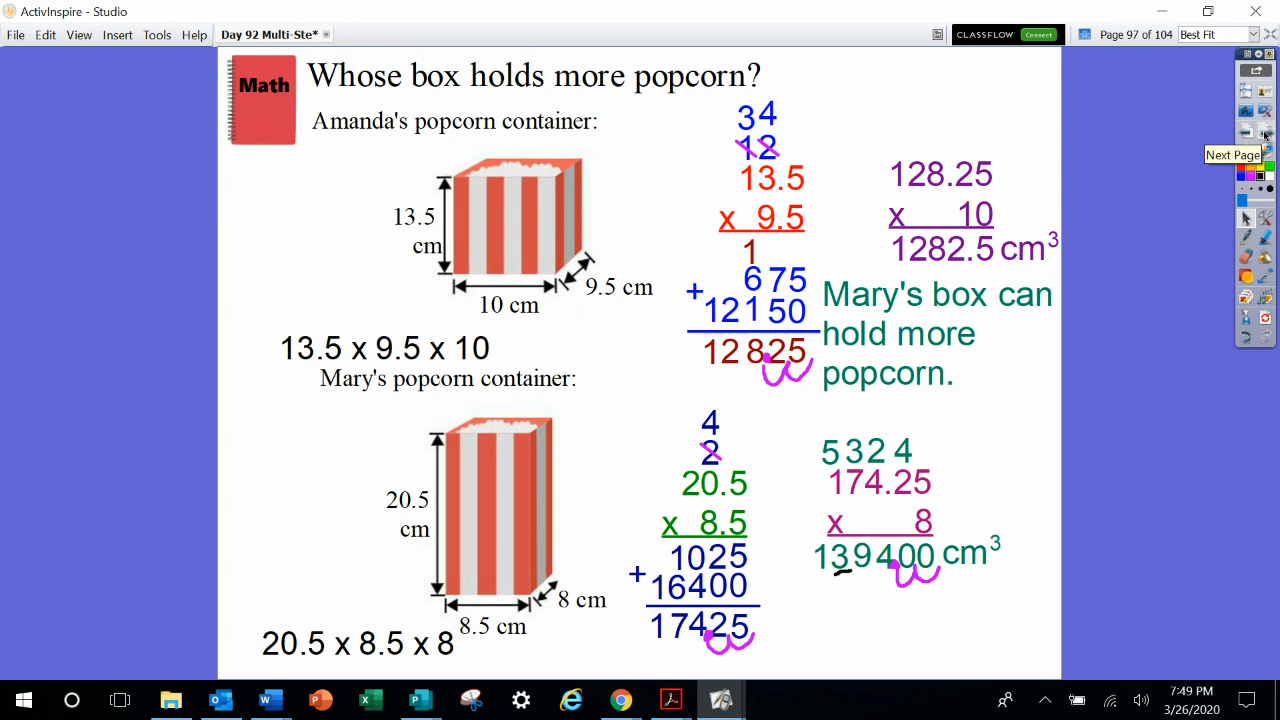 ActivInspire - Studio
File Edit View Insert Tools Help Day 92 Multi-Ste* CLASSFLOW Connect Page 97 of 104 Best Fit
Math
Whose box holds more popcorn?
Amanda's popcorn container:
13.5
cm
10 cm
9.5 cm
13.5 x 9.5 x 10
34
12
13.5
x 9.5
1
675
+
12150
12825
128.25
x 10
1282.5 cm³
Mary's box can
hold more
popcorn.
Next Page
Mary's popcorn container:
20.5
cm
8.5 cm
8 cm
20.5 x 8.5 x 8
4
2
20.5
x 8.5
1025
+
16400
17425
5324
174.25
x 8
139400 cm³
7:49 PM
3/26/2020